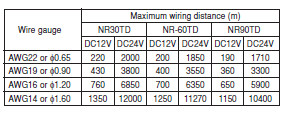 Wire gauge Maximum wiring distance (m)
NR30TD NR-60TD NR90TD
DC12V DC24V DC12V DC24V DC12V DC24V
AWG22 or φ0.65 220 2000 200 1850 190 1710
AWG19 or φ0.90 430 3800 400 3550 360 3300
AWG16 or φ1.20 760 6850 700 6350 650 5900
AWG14 or φ1.60 1350 12000 1250 11270 1150 10400